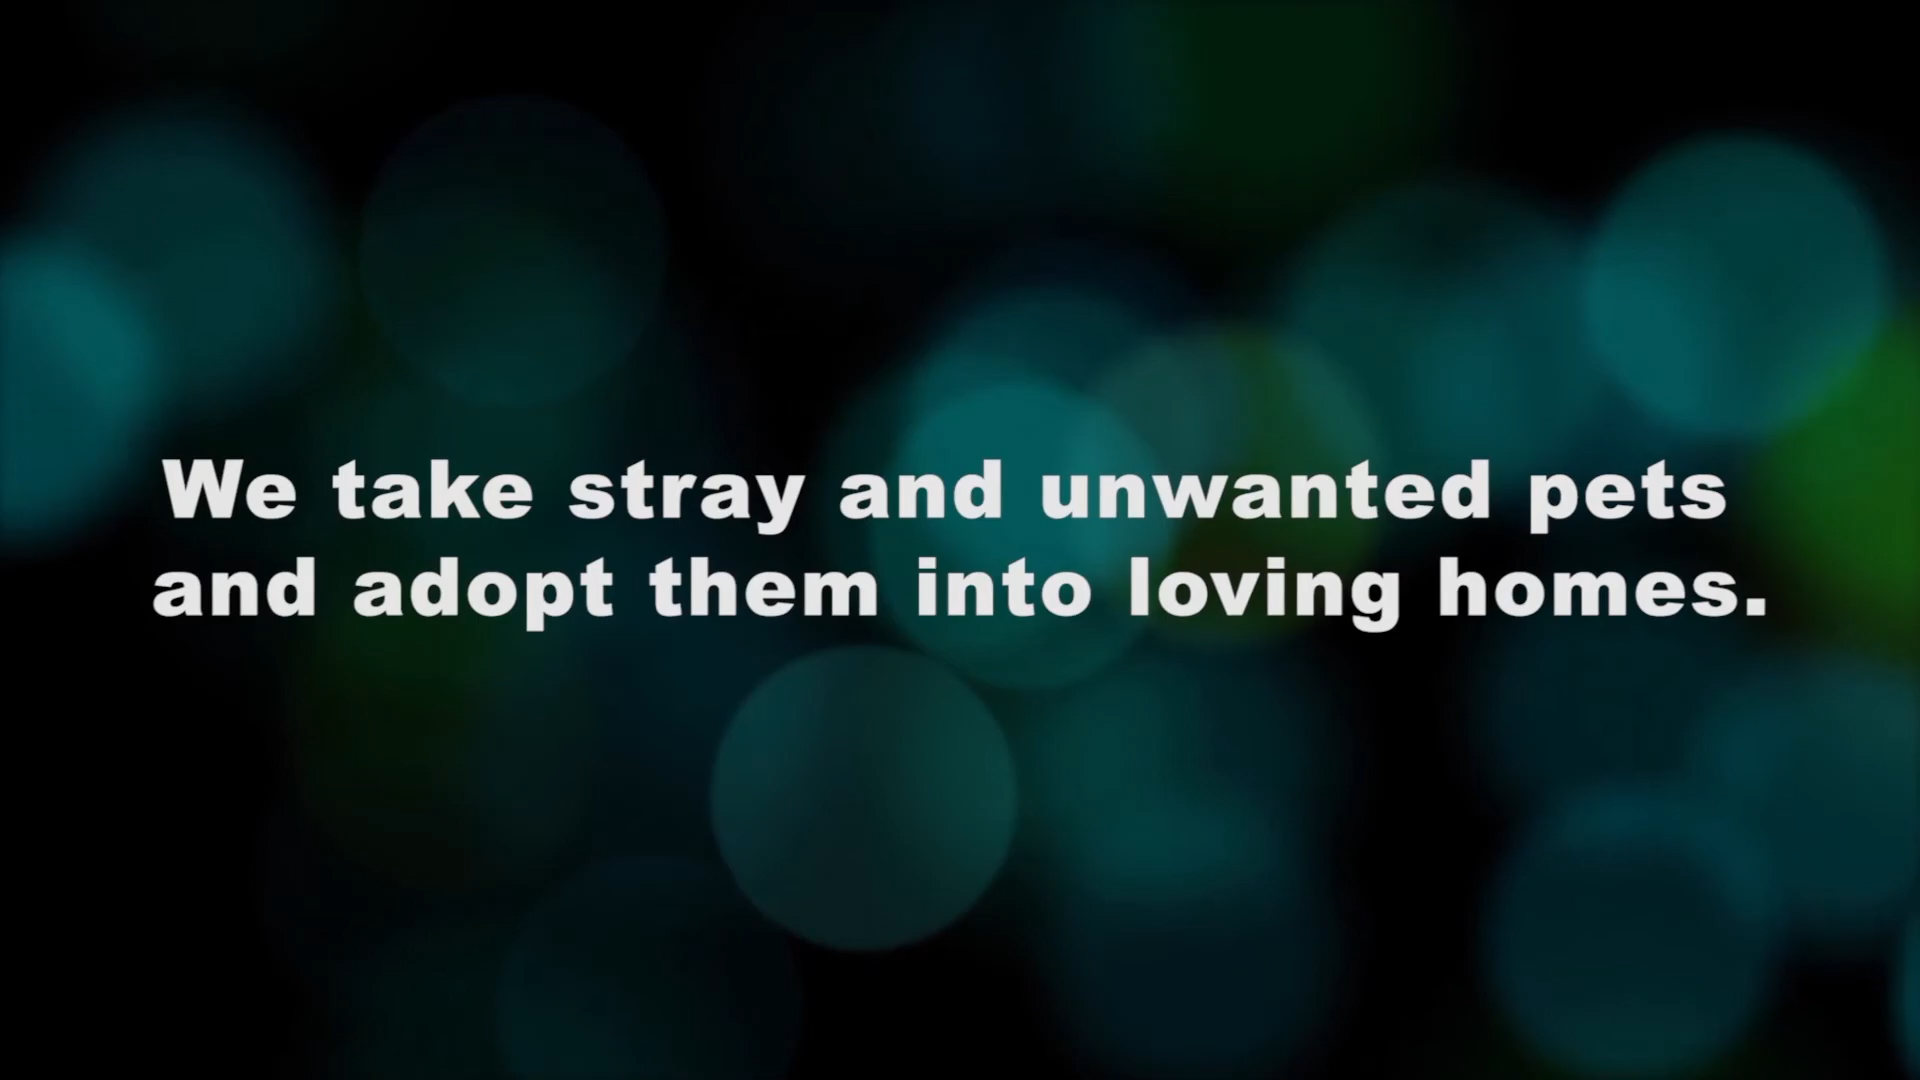 We take stray and unwanted pets
and adopt them into loving homes.